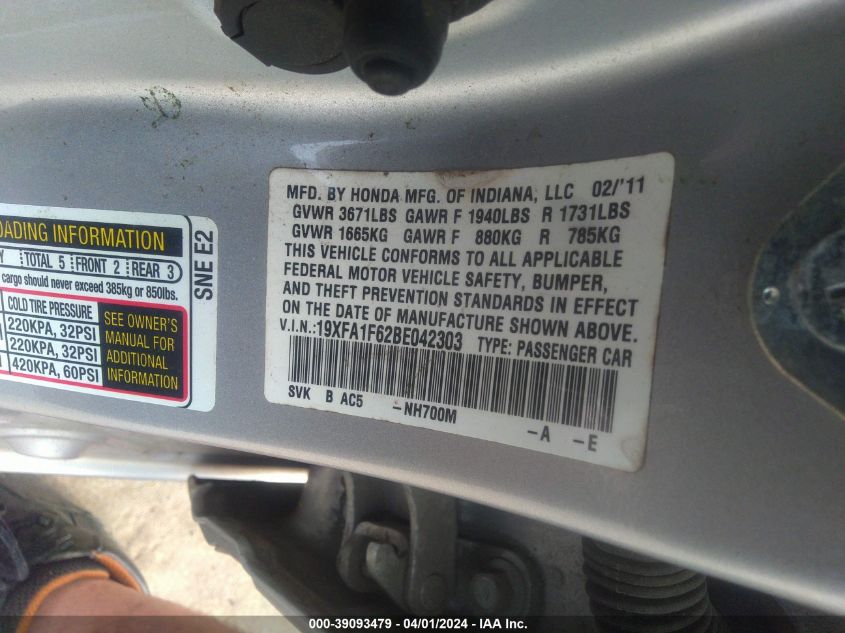 MFD. BY HONDA MFG. OF INDIANA, LLC 02/'11
GVWR 3671LBS GAWR F 1940LBS R 1731LBS
GVWR 1665KG GAWR F 880KG R 785KG
THIS VEHICLE CONFORMS TO ALL APPLICABLE
FEDERAL MOTOR VEHICLE SAFETY, BUMPER,
AND THEFT PREVENTION STANDARDS IN EFFECT
ON THE DATE OF MANUFACTURE SHOWN ABOVE.
V.I.N.:19XFA1F62BE042303 TYPE: PASSENGER CAR
SVK B AC5 -NH700M -A -E
OADING INFORMATION
Y TOTAL 5 FRONT 2 REAR 3
cargo should never exceed 385kg or 850lbs.
COLD TIRE PRESSURE
220KPA, 32PSI
220KPA, 32PSI
420KPA, 60PSI
SEE OWNER'S
MANUAL FOR
ADDITIONAL
INFORMATION
SNE E2
000-39093479 - 04/01/2024 - IAA Inc.